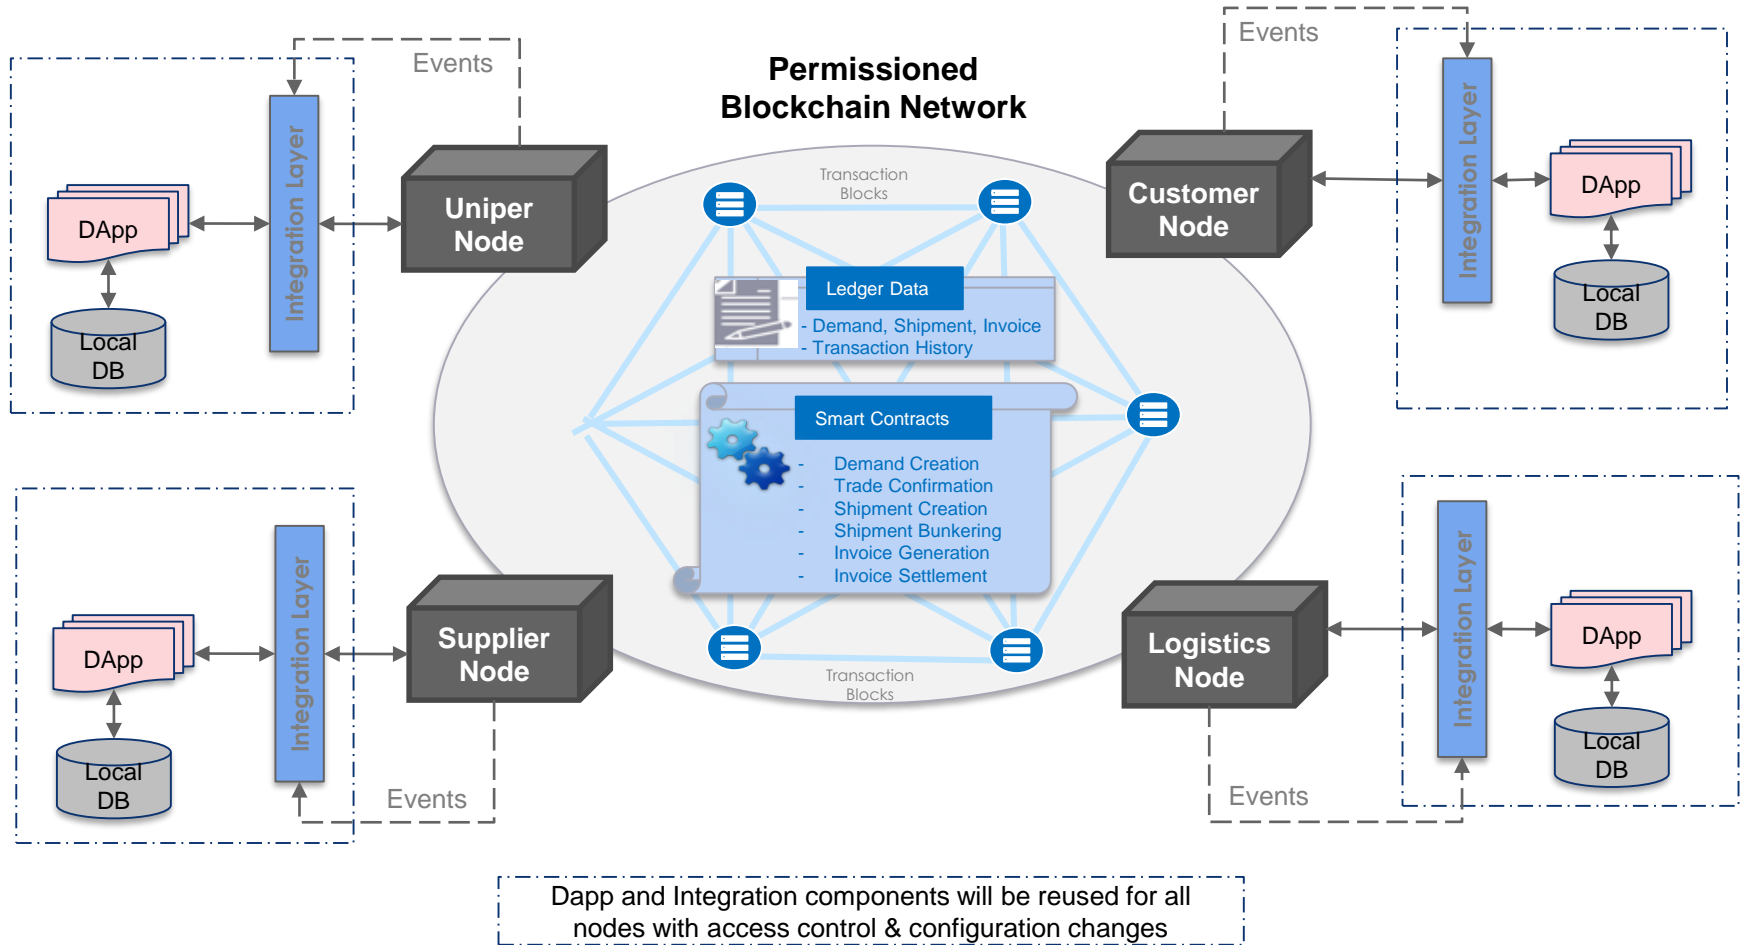 Events
Events
Permissioned
Blockchain Network
Integration Layer
DApp
Local
DB
Uniper
Node
Transaction
Blocks
Customer
Node
Integration Layer
DApp
Local
DB
Ledger Data
- Demand, Shipment, Invoice
- Transaction History
Smart Contracts
- Demand Creation
- Trade Confirmation
- Shipment Creation
- Shipment Bunkering
- Invoice Generation
- Invoice Settlement
Integration Layer
DApp
Local
DB
Supplier
Node
Events
Transaction
Blocks
Logistics
Node
Integration Layer
DApp
Local
DB
Events
Dapp and Integration components will be reused for all
nodes with access control & configuration changes